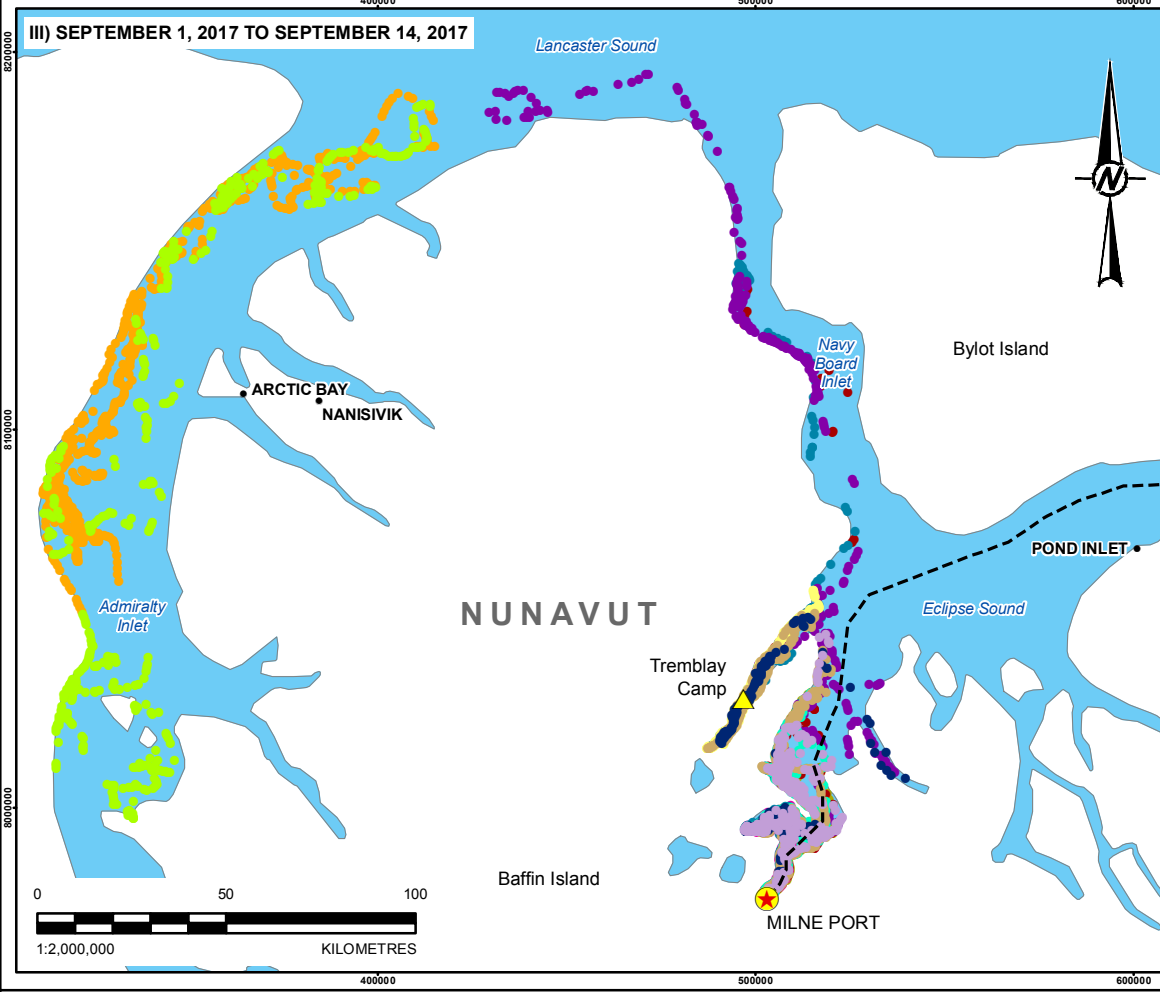 400000
500000
600000
III) SEPTEMBER 1, 2017 TO SEPTEMBER 14, 2017
8200000
Lancaster Sound
N
Navy
Board
Inlet
Bylot Island
ARCTIC BAY
NANISIVIK
8100000
POND INLET
Admiralty
Inlet
NUNAVUT
Eclipse Sound
Tremblay
Camp
8000000
Baffin Island
0 50 100
1:2,000,000 KILOMETRES
MILNE PORT
400000
500000
600000